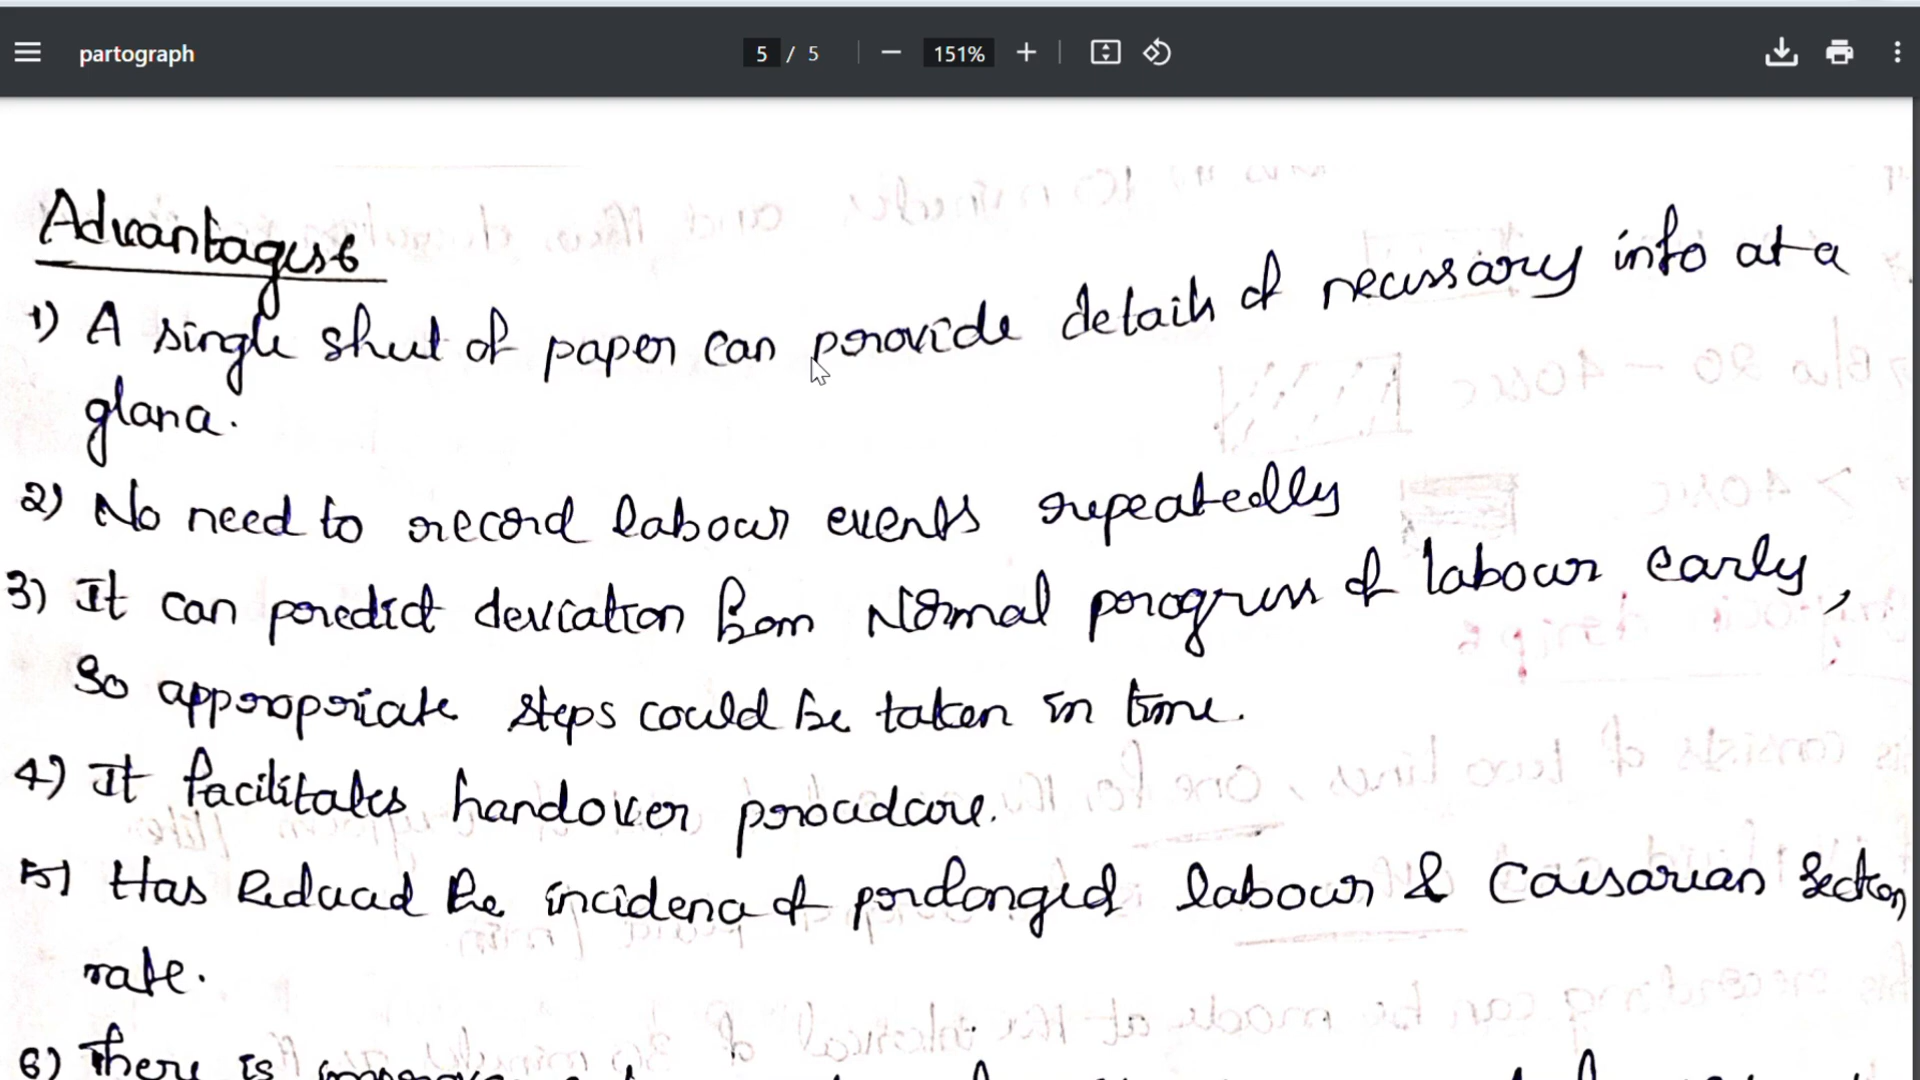 partograph
5 / 5
151%
Advantages
1) A single sheet of paper can provide details of necessary info at a
glance.
2) No need to record labour events repeatedly
3) It can predict deviation from Normal progress of labour early,
So appropriate steps could be taken in time.
4) It facilitates handover procedure.
5) Has Reduced the incidence of prolonged labour & Caesarian Section
rate.
6) There is